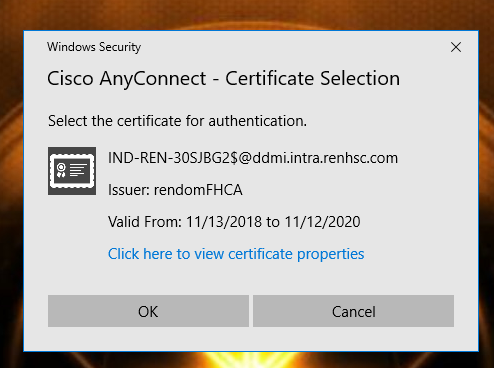 Windows Security
Cisco AnyConnect - Certificate Selection
Select the certificate for authentication.
IND-REN-30SJBG2$@ddmi.intra.renhsc.com
Issuer: rendomFHCA
Valid From: 11/13/2018 to 11/12/2020
Click here to view certificate properties
OK
Cancel